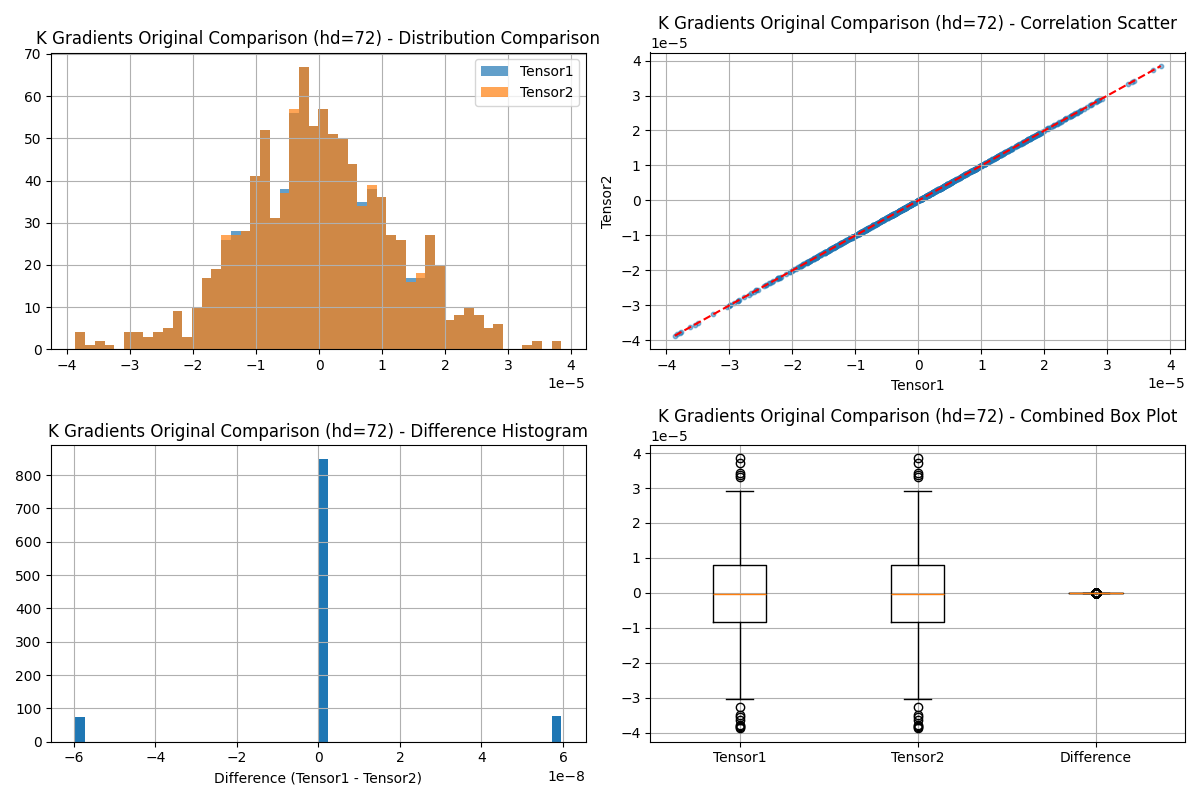 K Gradients Original Comparison (hd=72) - Distribution Comparison
70
60
50
40
30
20
10
0
Tensor1
Tensor2
−4 −3 −2 −1 0 1 2 3 4
1e−5
K Gradients Original Comparison (hd=72) - Correlation Scatter
1e−5
4
3
2
1
0
−1
−2
−3
−4
Tensor2
−4 −3 −2 −1 0 1 2 3 4
Tensor1
1e−5
K Gradients Original Comparison (hd=72) - Difference Histogram
800
700
600
500
400
300
200
100
0
−6 −4 −2 0 2 4 6
Difference (Tensor1 - Tensor2)
1e−8
K Gradients Original Comparison (hd=72) - Combined Box Plot
1e−5
4
3
2
1
0
−1
−2
−3
−4
Tensor1 Tensor2 Difference